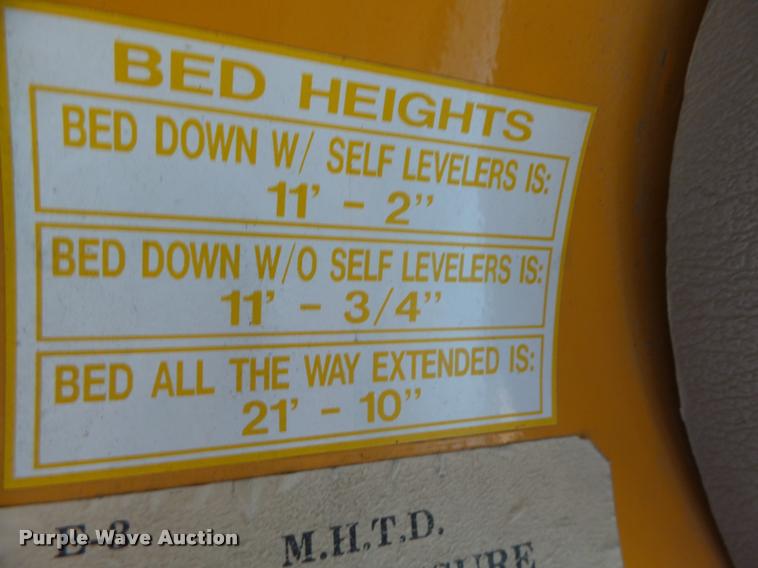 BED HEIGHTS
BED DOWN W/ SELF LEVELERS IS:
11' - 2"
BED DOWN W/O SELF LEVELERS IS:
11' - 3/4"
BED ALL THE WAY EXTENDED IS:
21' - 10"
E-3 M.H.T.D.
Purple Wave Auction